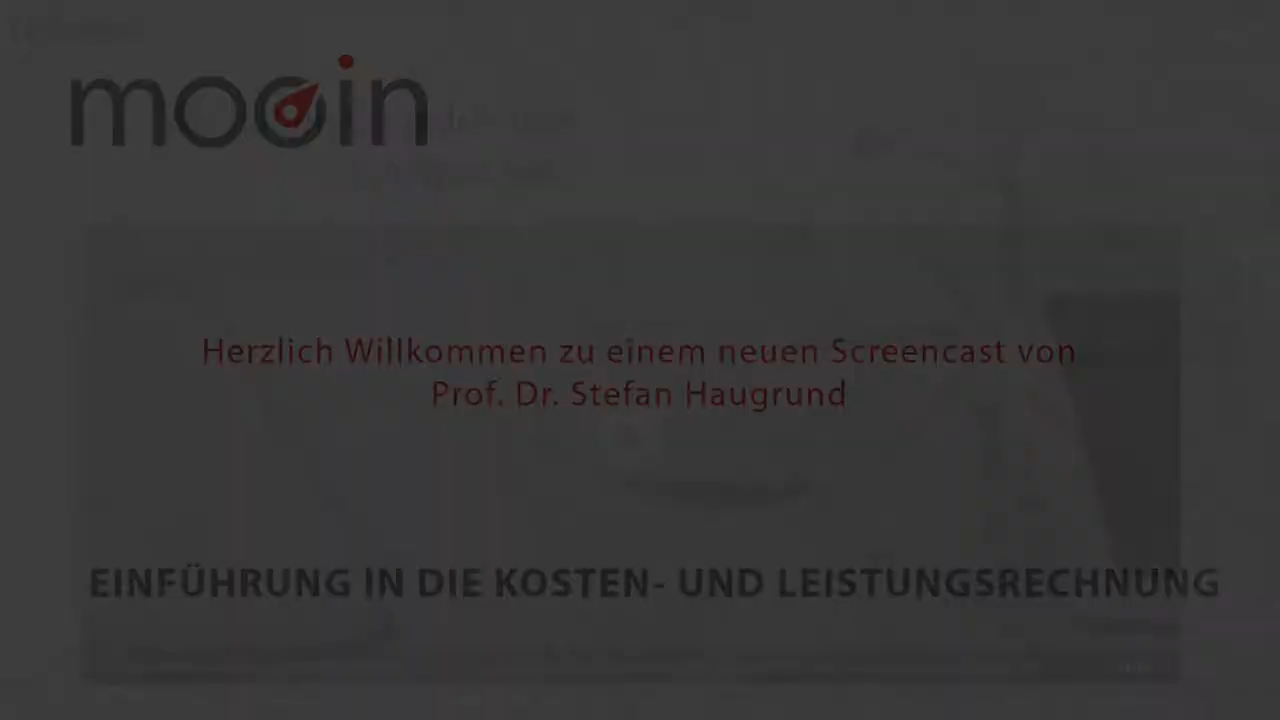 mooin
Herzlich Willkommen zu einem neuen Screencast von
Prof. Dr. Stefan Haugrund
EINFÜHRUNG IN DIE KOSTEN- UND LEISTUNGSRECHNUNG